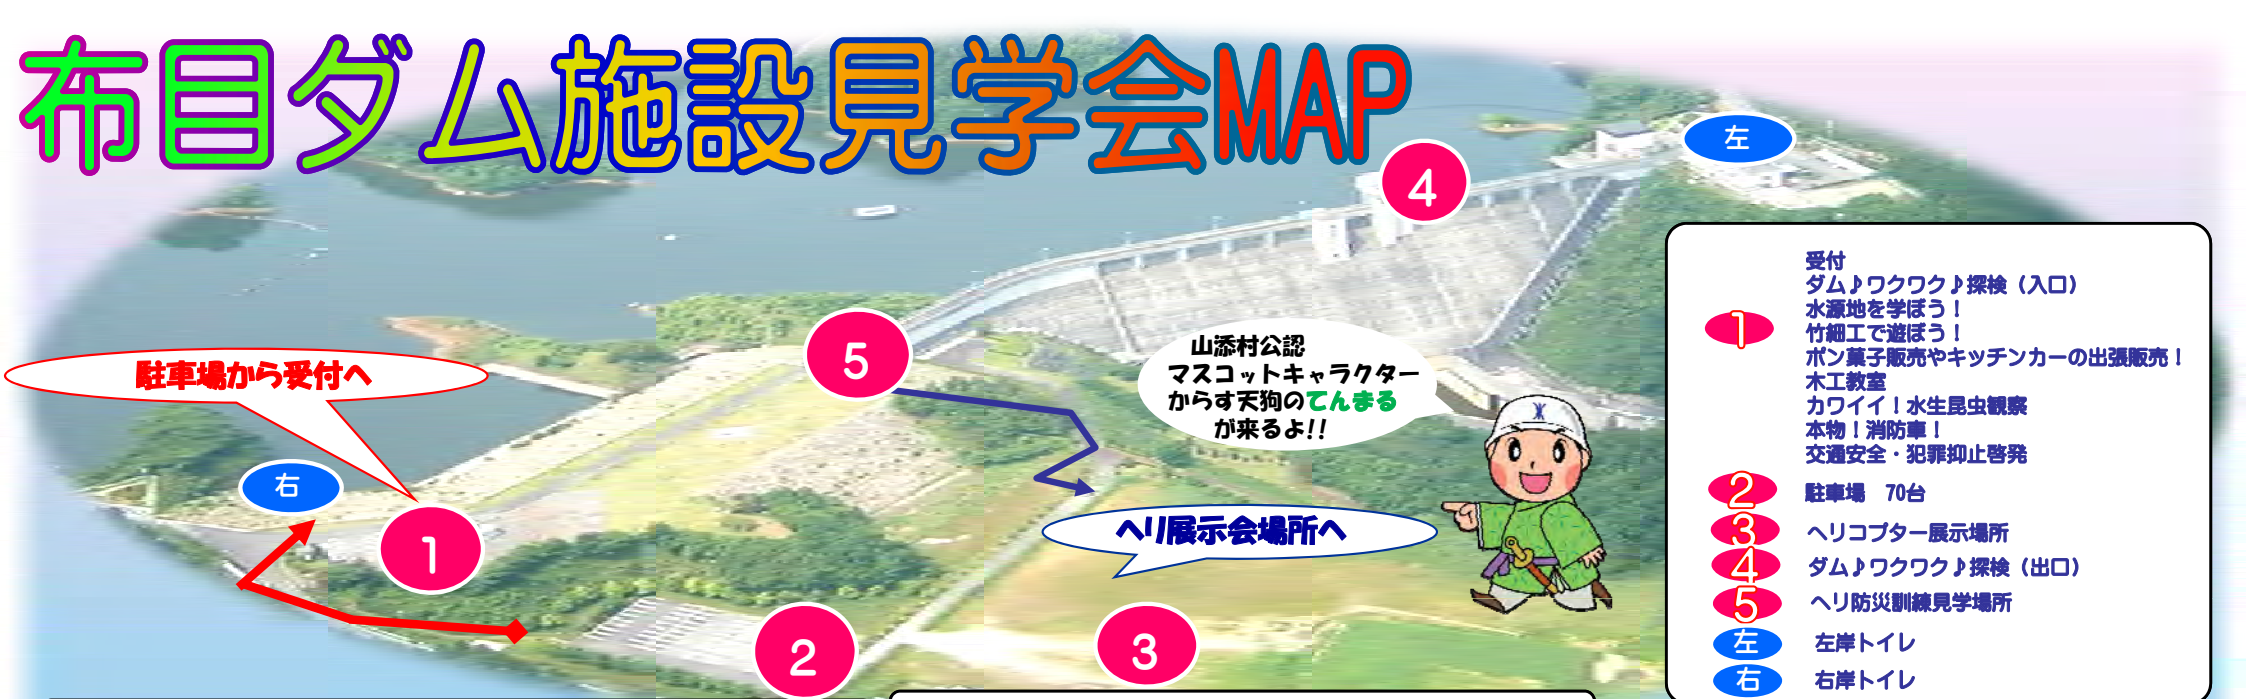 布目ダム施設見学会MAP
左
4
5
駐車場から受付へ
山添村公認
マスコットキャラクター
からす天狗のてんまる
が来るよ!!
右
1
ヘリ展示会場所へ
2
3
1
受付
ダム♪ワクワク♪探検（入口）
水源地を学ぼう！
竹細工で遊ぼう！
ポン菓子販売やキッチンカーの出張販売！
木工教室
カワイイ！水生昆虫観察
本物！消防車！
交通安全・犯罪抑止啓発
2 駐車場 70台
3 ヘリコプター展示場所
4 ダム♪ワクワク♪探検（出口）
5 ヘリ防災訓練見学場所
左 左岸トイレ
右 右岸トイレ